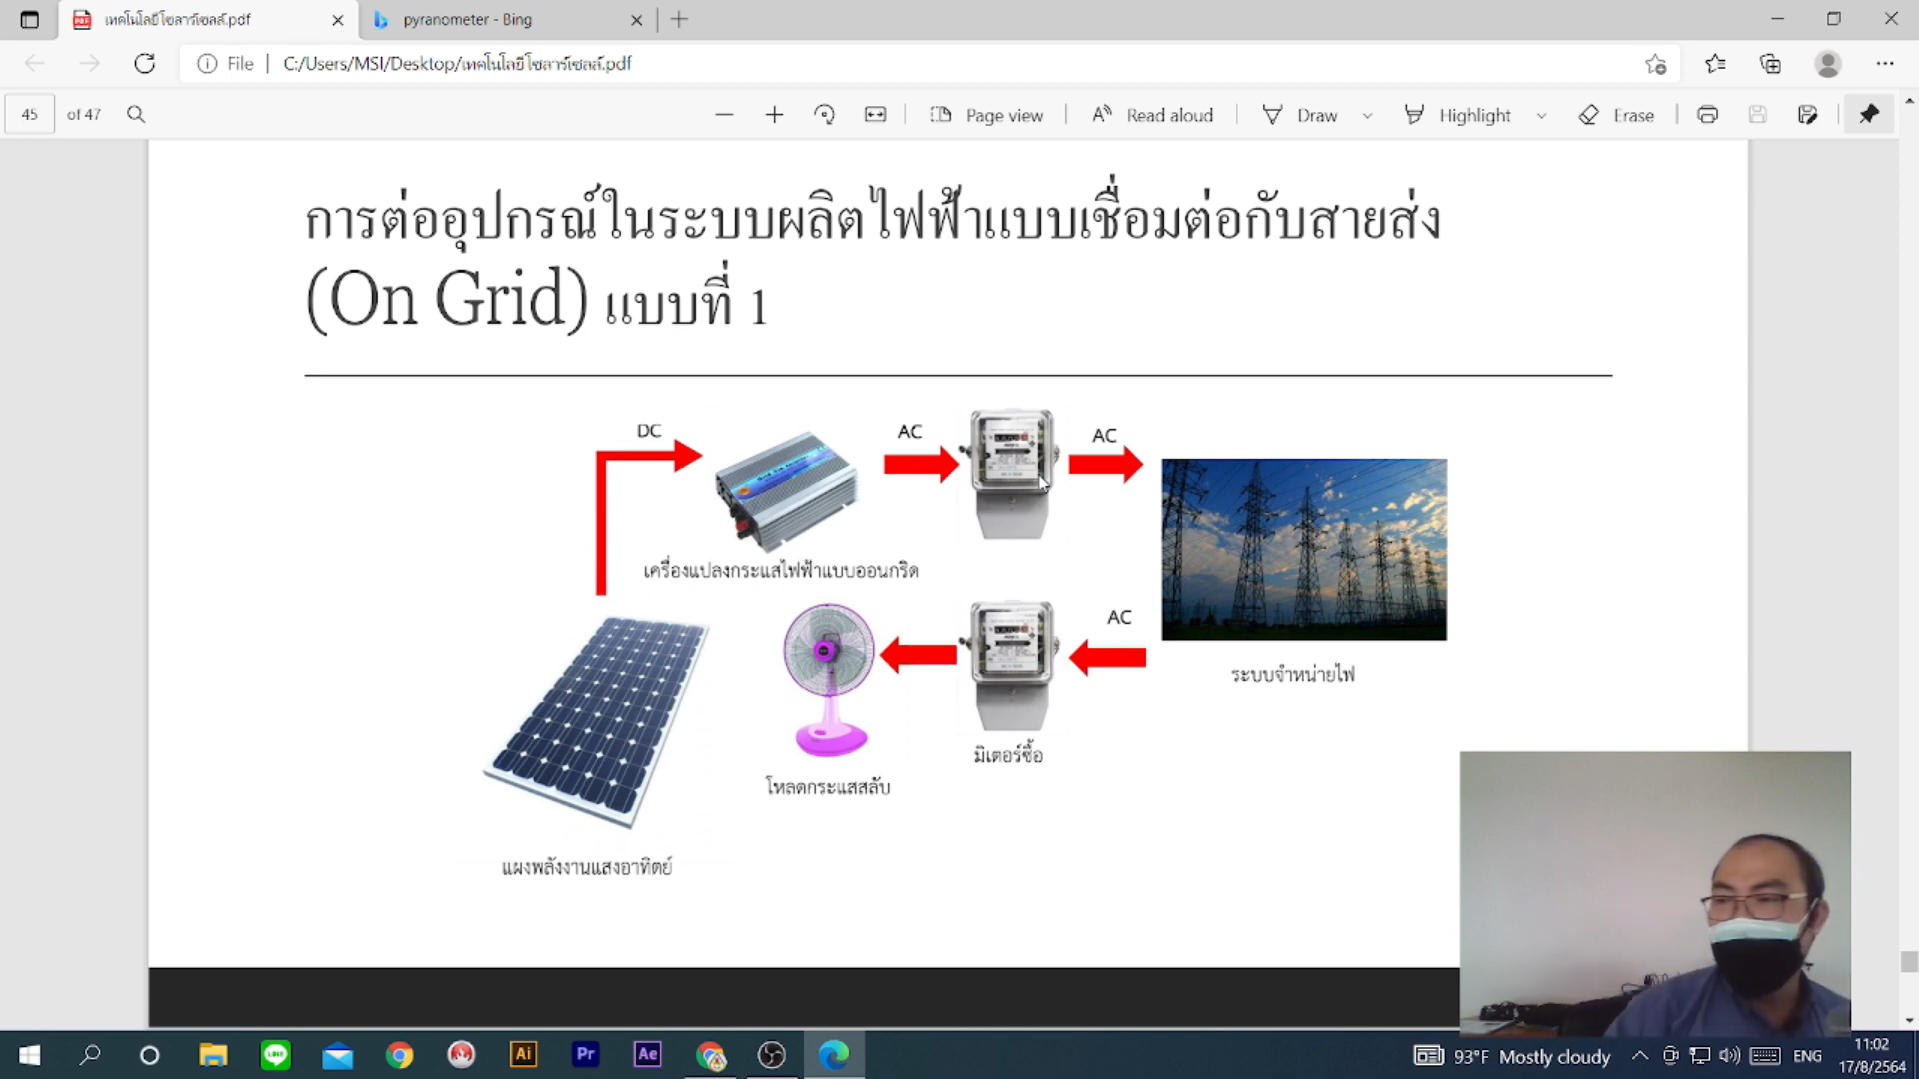 เทคโนโลยีโซลาร์เซลล์.pdf
pyranometer - Bing
File
C:/Users/MSI/Desktop/เทคโนโลยีโซลาร์เซลล์.pdf
45 of 47
Page view
Read aloud
Draw
Highlight
Erase
การต่ออุปกรณ์ในระบบผลิตไฟฟ้าแบบเชื่อมต่อกับสายส่ง
(On Grid) แบบที่ 1
DC
AC
AC
เครื่องแปลงกระแสไฟฟ้าแบบออนกริด
AC
ระบบจำหน่ายไฟ
มิเตอร์ซื้อ
โหลดกระแสสลับ
แผงพลังงานแสงอาทิตย์
LINE
Ai
Pr
Ae
93°F Mostly cloudy
ENG
11:02
17/8/2564